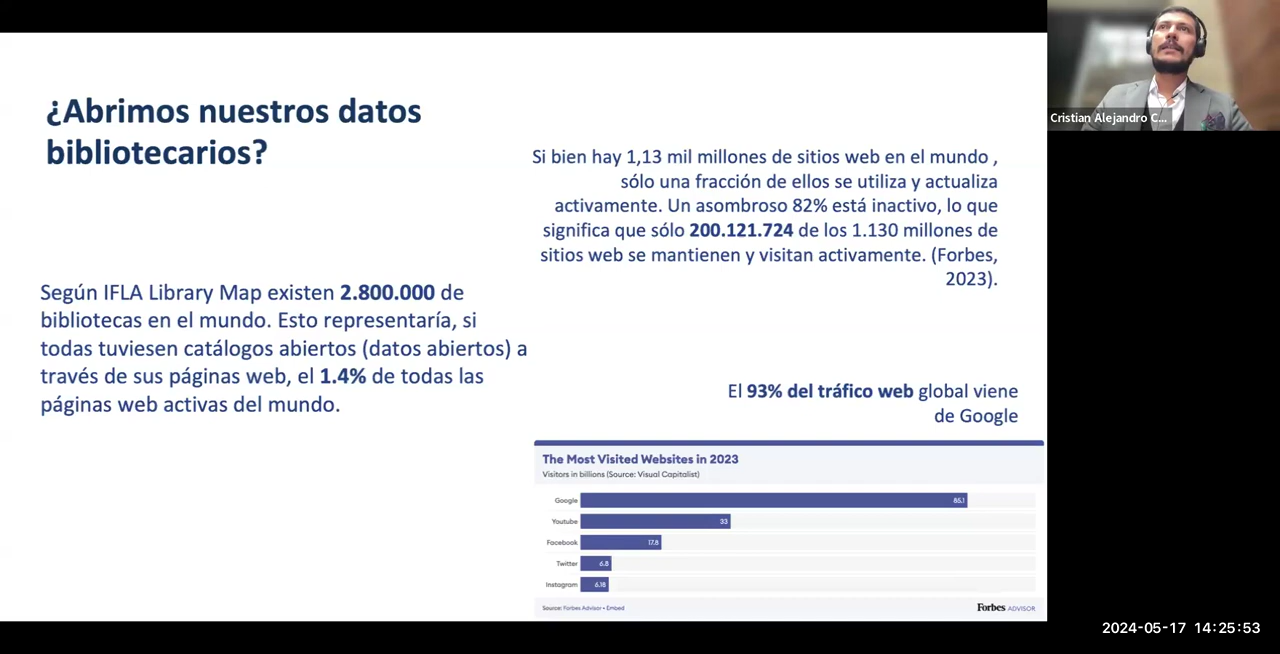 ¿Abrimos nuestros datos
bibliotecarios?
Si bien hay 1,13 mil millones de sitios web en el mundo ,
sólo una fracción de ellos se utiliza y actualiza
activamente. Un asombroso 82% está inactivo, lo que
significa que sólo 200.121.724 de los 1.130 millones de
sitios web se mantienen y visitan activamente. (Forbes,
2023).
Según IFLA Library Map existen 2.800.000 de
bibliotecas en el mundo. Esto representaría, si
todas tuviesen catálogos abiertos (datos abiertos) a
través de sus páginas web, el 1.4% de todas las
páginas web activas del mundo.
El 93% del tráfico web global viene
de Google
The Most Visited Websites in 2023
Visitors in billions (Source: Visual Capitalist)
Google 85.1
Youtube 33
Facebook 17.8
Twitter 6.8
Instagram 6.18
Source: Forbes Advisor • Embed
Forbes ADVISOR
Cristian Alejandro C...
2024-05-17 14:25:53